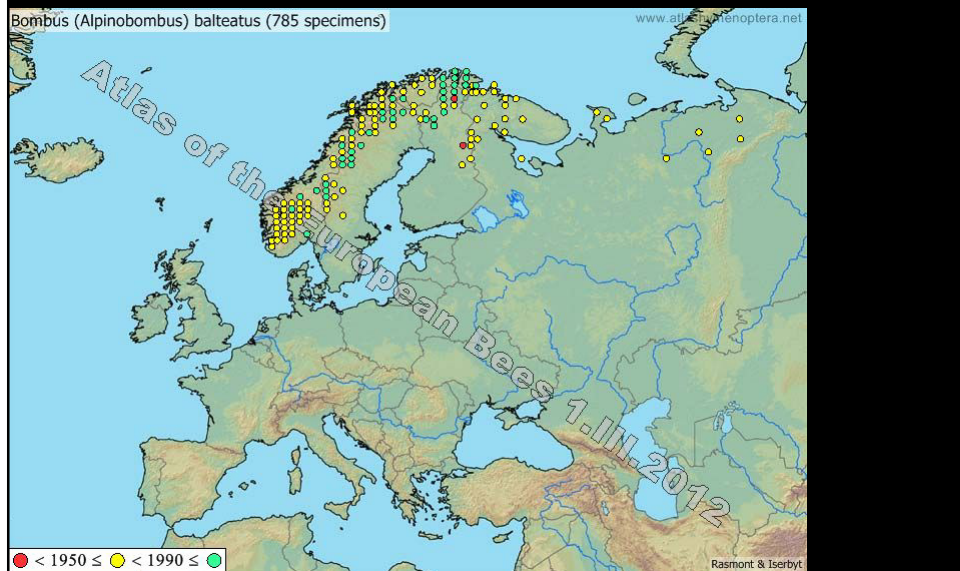 Bombus (Alpinobombus) balteatus (785 specimens)
www.atlashymenoptera.net
Atlas of the European Bees 1.III.2012
< 1950 ≤ < 1990 ≤
Rasmont & Iserbyt